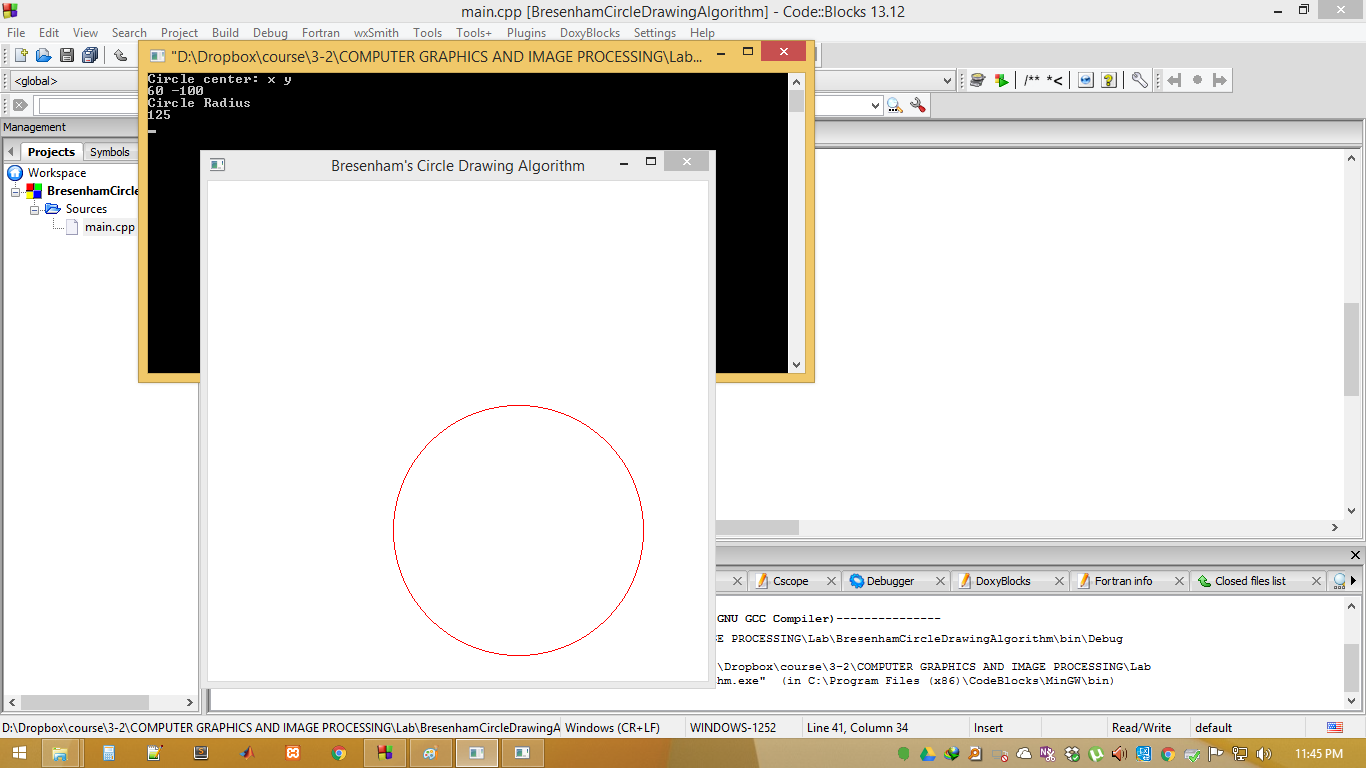 main.cpp [BresenhamCircleDrawingAlgorithm] - Code::Blocks 13.12
File Edit View Search Project Build Debug Fortran wxSmith Tools Tools+ Plugins DoxyBlocks Settings Help
"D:\Dropbox\course\3-2\COMPUTER GRAPHICS AND IMAGE PROCESSING\Lab...
<global>
/** *<
Circle center: x y
60 -100
Circle Radius
125
Management
Projects Symbols
Workspace
BresenhamCircle
Sources
main.cpp
Bresenham's Circle Drawing Algorithm
Cscope Debugger DoxyBlocks Fortran info Closed files list
GNU GCC Compiler)---------------
E PROCESSING\Lab\BresenhamCircleDrawingAlgorithm\bin\Debug
\Dropbox\course\3-2\COMPUTER GRAPHICS AND IMAGE PROCESSING\Lab
hm.exe" (in C:\Program Files (x86)\CodeBlocks\MinGW\bin)
D:\Dropbox\course\3-2\COMPUTER GRAPHICS AND IMAGE PROCESSING\Lab\BresenhamCircleDrawingA Windows (CR+LF) WINDOWS-1252 Line 41, Column 34 Insert Read/Write default
11:45 PM